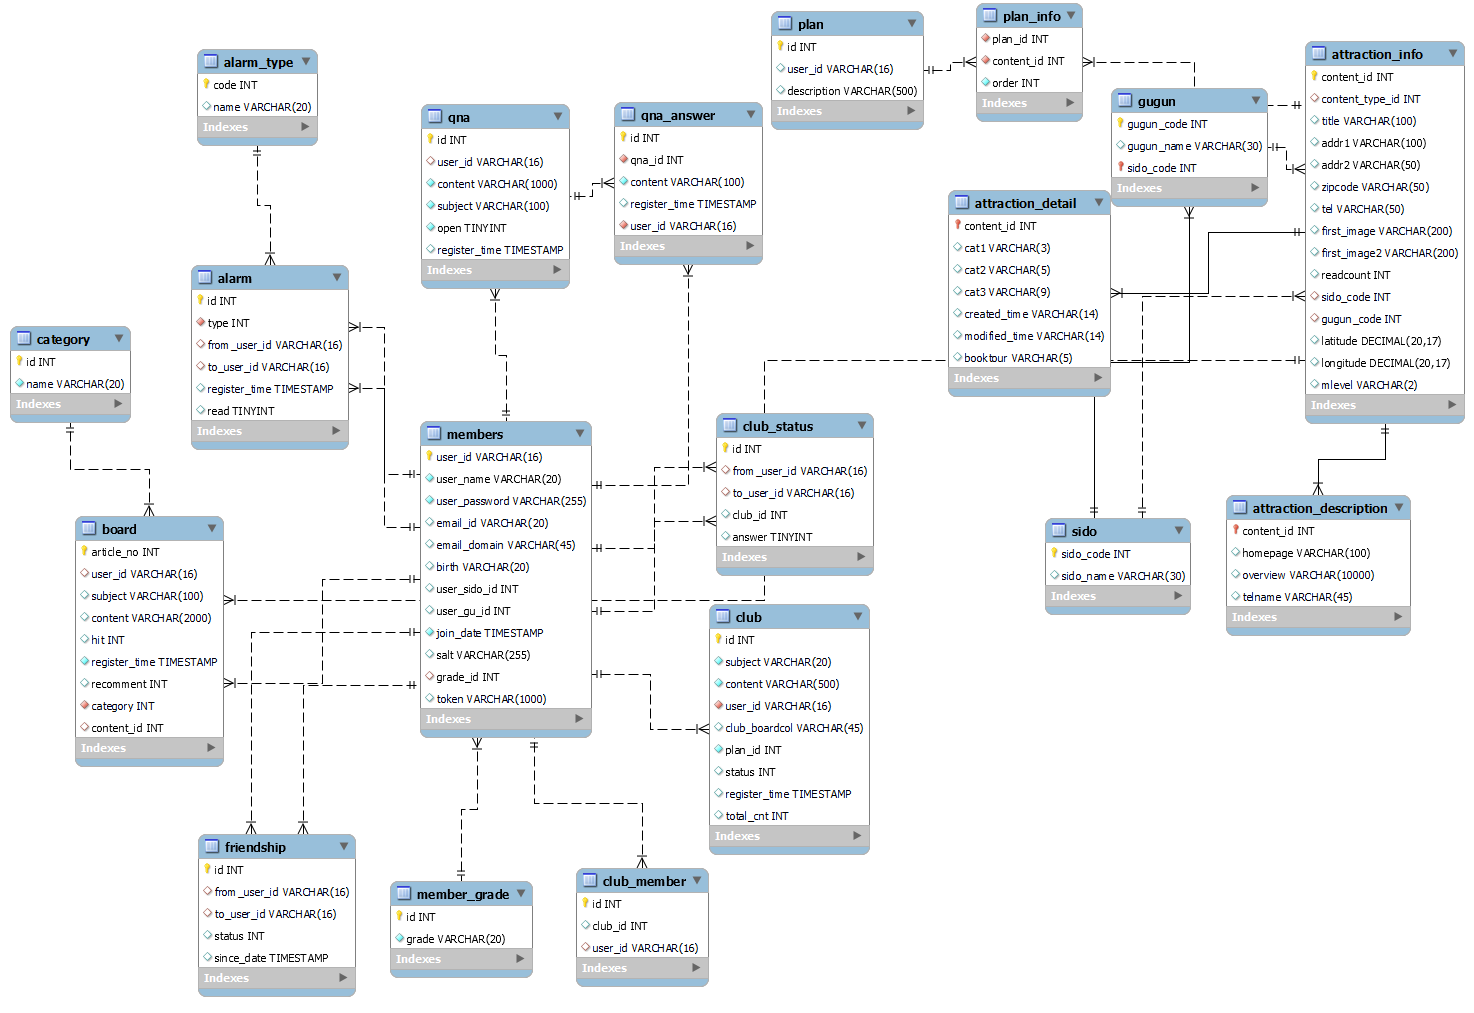 alarm_type
code INT
name VARCHAR(20)
Indexes
qna
id INT
user_id VARCHAR(16)
content VARCHAR(1000)
subject VARCHAR(100)
open TINYINT
register_time TIMESTAMP
Indexes
qna_answer
id INT
qna_id INT
content VARCHAR(100)
register_time TIMESTAMP
user_id VARCHAR(16)
Indexes
plan
id INT
user_id VARCHAR(16)
description VARCHAR(500)
Indexes
plan_info
plan_id INT
content_id INT
order INT
Indexes
gugun
gugun_code INT
gugun_name VARCHAR(30)
sido_code INT
Indexes
attraction_info
content_id INT
content_type_id INT
title VARCHAR(100)
addr1 VARCHAR(100)
addr2 VARCHAR(50)
zipcode VARCHAR(50)
tel VARCHAR(50)
first_image VARCHAR(200)
first_image2 VARCHAR(200)
readcount INT
sido_code INT
gugun_code INT
latitude DECIMAL(20,17)
longitude DECIMAL(20,17)
mlevel VARCHAR(2)
Indexes
attraction_detail
content_id INT
cat1 VARCHAR(3)
cat2 VARCHAR(5)
cat3 VARCHAR(9)
created_time VARCHAR(14)
modified_time VARCHAR(14)
booktour VARCHAR(5)
Indexes
alarm
id INT
type INT
from_user_id VARCHAR(16)
to_user_id VARCHAR(16)
register_time TIMESTAMP
read TINYINT
Indexes
category
id INT
name VARCHAR(20)
Indexes
members
user_id VARCHAR(16)
user_name VARCHAR(20)
user_password VARCHAR(255)
email_id VARCHAR(20)
email_domain VARCHAR(45)
birth VARCHAR(20)
user_sido_id INT
user_gu_id INT
join_date TIMESTAMP
salt VARCHAR(255)
grade_id INT
token VARCHAR(1000)
Indexes
club_status
id INT
from_user_id VARCHAR(16)
to_user_id VARCHAR(16)
club_id INT
answer TINYINT
Indexes
board
article_no INT
user_id VARCHAR(16)
subject VARCHAR(100)
content VARCHAR(2000)
hit INT
register_time TIMESTAMP
recomment INT
category INT
content_id INT
Indexes
sido
sido_code INT
sido_name VARCHAR(30)
Indexes
attraction_description
content_id INT
homepage VARCHAR(100)
overview VARCHAR(10000)
telname VARCHAR(45)
Indexes
club
id INT
subject VARCHAR(20)
content VARCHAR(500)
user_id VARCHAR(16)
club_boardcol VARCHAR(45)
plan_id INT
status INT
register_time TIMESTAMP
total_cnt INT
Indexes
friendship
id INT
from_user_id VARCHAR(16)
to_user_id VARCHAR(16)
status INT
since_date TIMESTAMP
Indexes
member_grade
id INT
grade VARCHAR(20)
Indexes
club_member
id INT
club_id INT
user_id VARCHAR(16)
Indexes